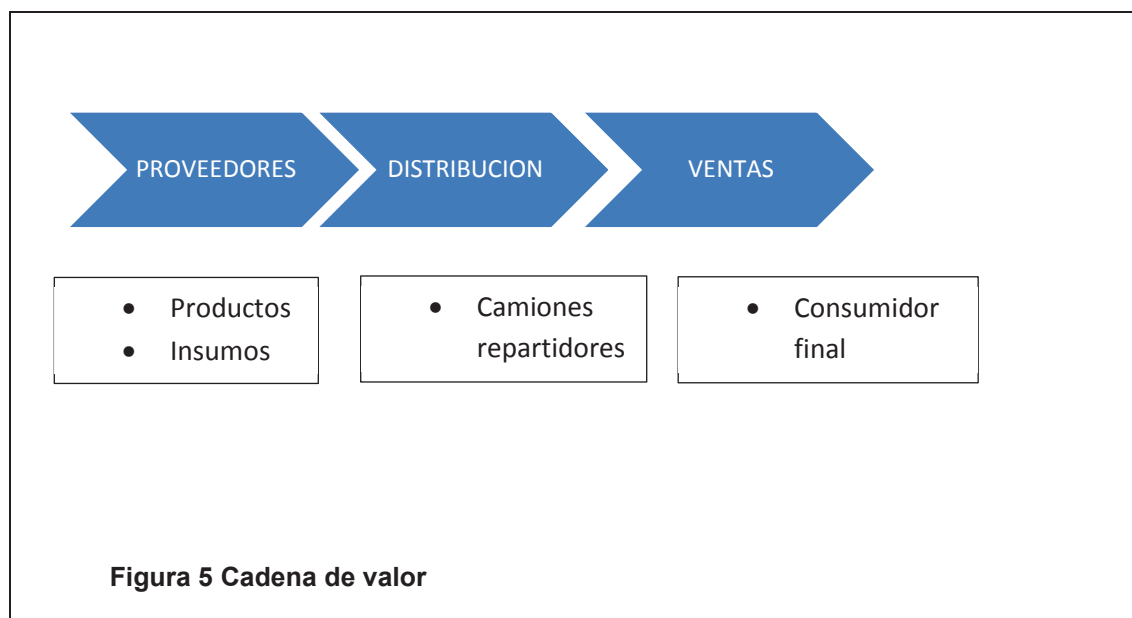 PROVEEDORES
DISTRIBUCION
VENTAS
• Productos
• Insumos
• Camiones
repartidores
• Consumidor
final
Figura 5 Cadena de valor